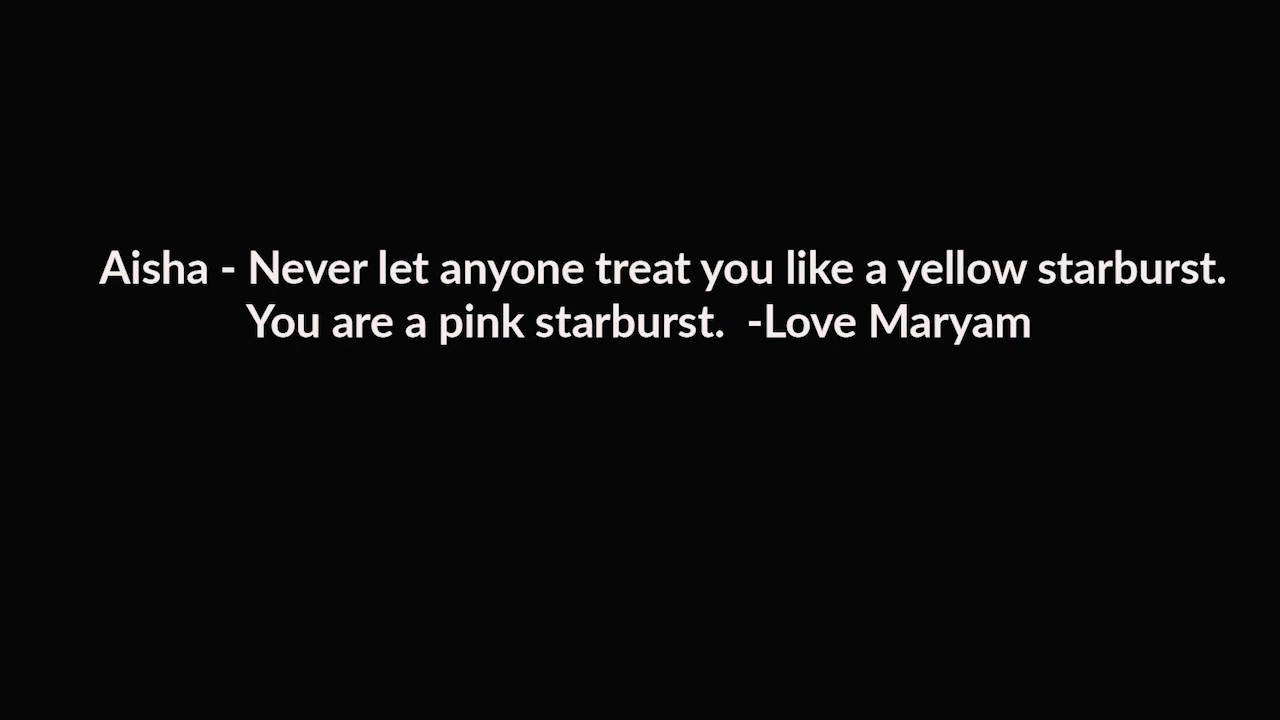 Aisha - Never let anyone treat you like a yellow starburst.
You are a pink starburst.  -Love Maryam